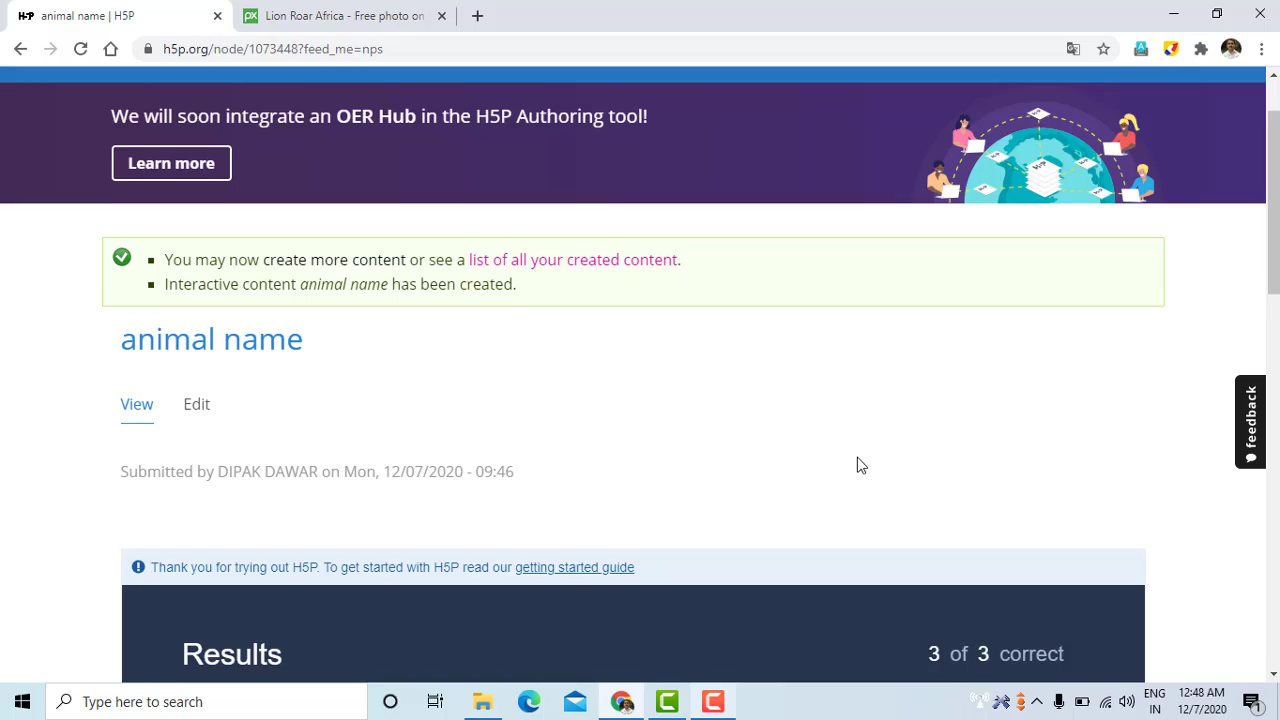 H-P animal name | H5P
px Lion Roar Africa - Free photo on
h5p.org/node/1073448?feed_me=nps
We will soon integrate an OER Hub in the H5P Authoring tool!
Learn more
H-P
You may now create more content or see a list of all your created content.
Interactive content animal name has been created.
animal name
View Edit
feedback
Submitted by DIPAK DAWAR on Mon, 12/07/2020 - 09:46
Thank you for trying out H5P. To get started with H5P read our getting started guide
Results 3 of 3 correct
Type here to search
ENG
IN
12:48 AM
12/7/2020
1